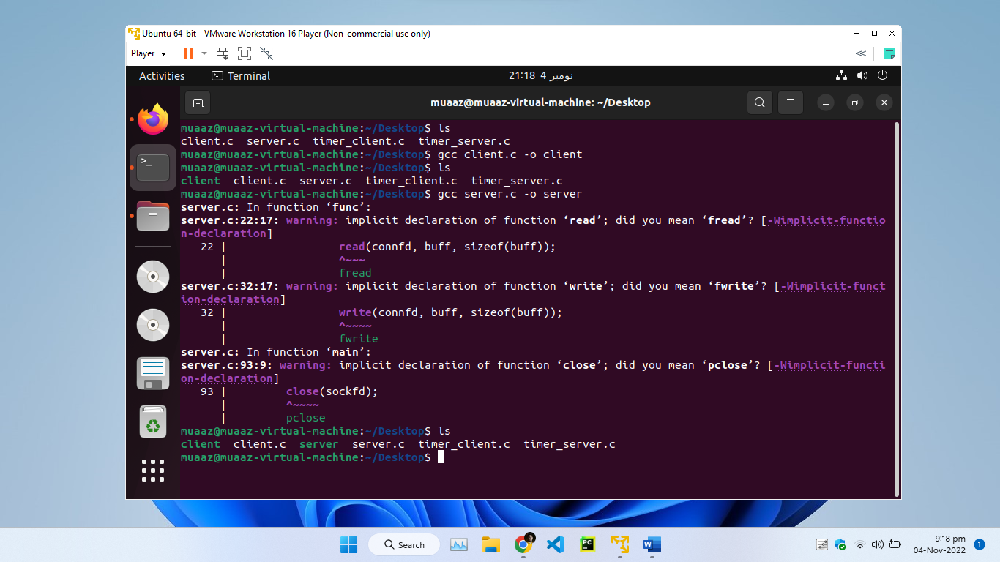 Ubuntu 64-bit - VMware Workstation 16 Player (Non-commercial use only)
Player
Activities
Terminal
نومبر 4 21:18
muaaz@muaaz-virtual-machine: ~/Desktop
muaaz@muaaz-virtual-machine:~/Desktop$ ls
client.c  server.c  timer_client.c  timer_server.c
muaaz@muaaz-virtual-machine:~/Desktop$ gcc client.c -o client
muaaz@muaaz-virtual-machine:~/Desktop$ ls
client  client.c  server.c  timer_client.c  timer_server.c
muaaz@muaaz-virtual-machine:~/Desktop$ gcc server.c -o server
server.c: In function ‘func’:
server.c:22:17: warning: implicit declaration of function ‘read’; did you mean ‘fread’? [-Wimplicit-functio
n-declaration]
   22 |                 read(connfd, buff, sizeof(buff));
      |                 ^~~~
      |                 fread
server.c:32:17: warning: implicit declaration of function ‘write’; did you mean ‘fwrite’? [-Wimplicit-funct
ion-declaration]
   32 |                 write(connfd, buff, sizeof(buff));
      |                 ^~~~~
      |                 fwrite
server.c: In function ‘main’:
server.c:93:9: warning: implicit declaration of function ‘close’; did you mean ‘pclose’? [-Wimplicit-functi
on-declaration]
   93 |         close(sockfd);
      |         ^~~~~
      |         pclose
muaaz@muaaz-virtual-machine:~/Desktop$ ls
client  client.c  server  server.c  timer_client.c  timer_server.c
muaaz@muaaz-virtual-machine:~/Desktop$
Search
PC
W
9:18 pm
04-Nov-2022
1